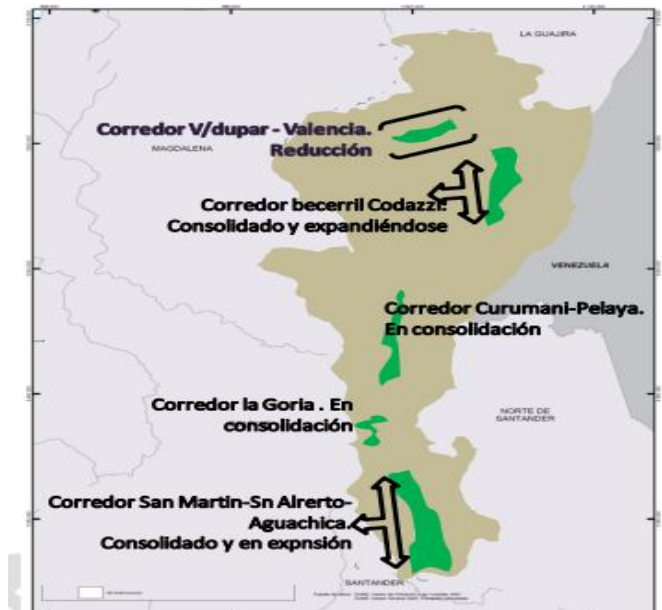 LA GUAJIRA
Corredor V/dupar - Valencia.
Reducción
MAGDALENA
Corredor becerril Codazzi.
Consolidado y expandiéndose
VENEZUELA
Corredor Curumani-Pelaya.
En consolidación
Corredor la Goria . En
consolidación
NORTE DE
SANTANDER
Corredor San Martin-Sn Alrerto-
Aguachica.
Consolidado y en expnsión
SANTANDER